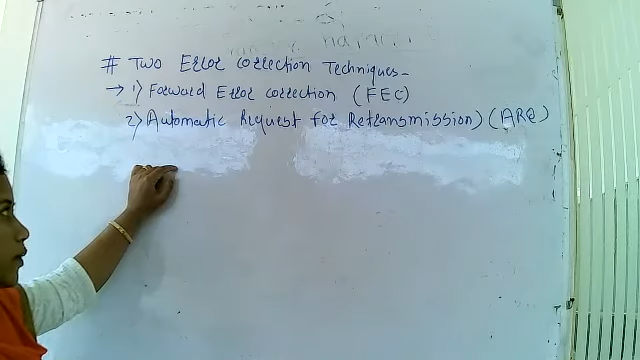 # Two Error correction Techniques-
→ 1) Forward Error correction (FEC)
2) Automatic Request for Retransmission) (ARQ)